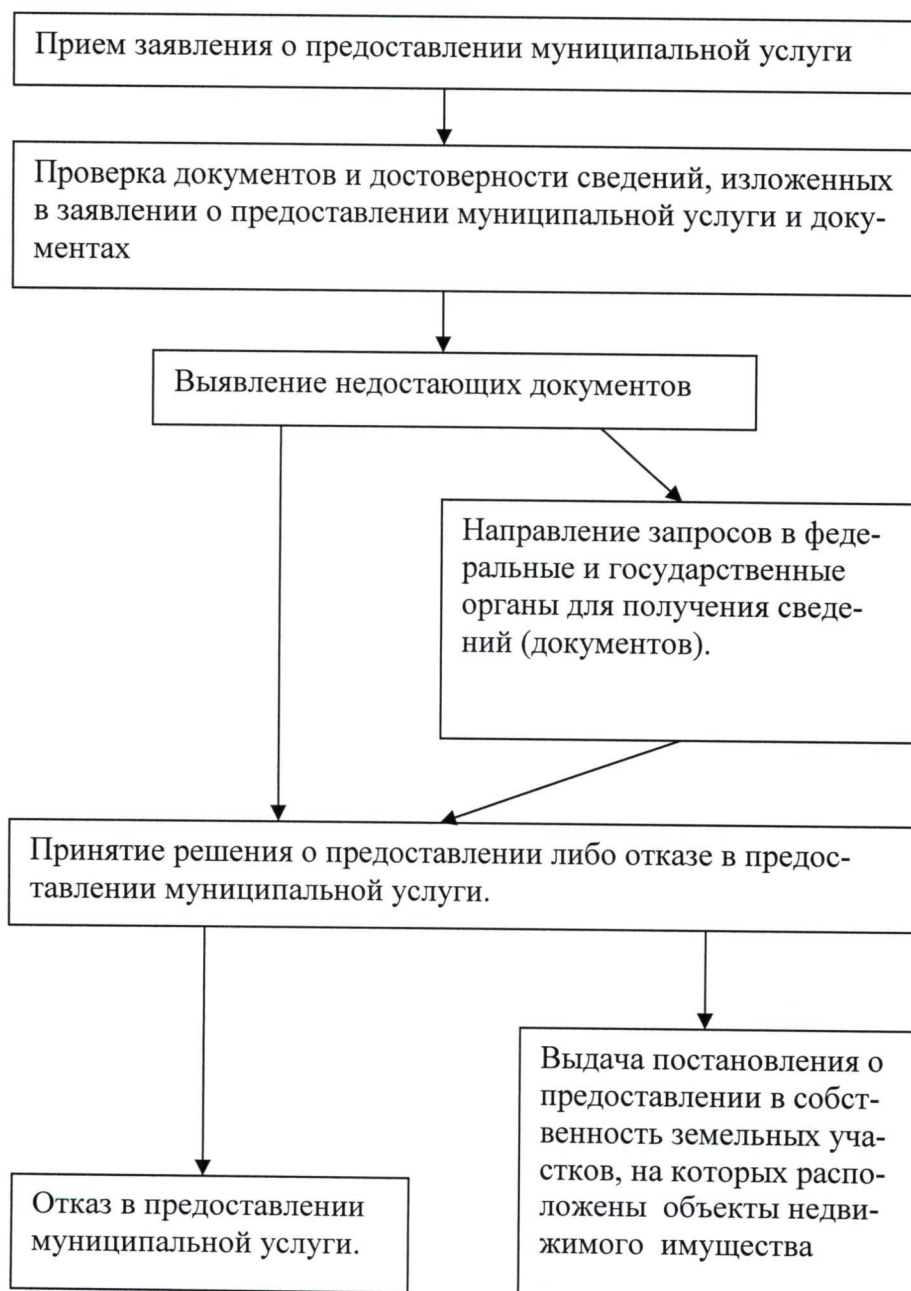 Прием заявления о предоставлении муниципальной услуги
Проверка документов и достоверности сведений, изложенных
в заявлении о предоставлении муниципальной услуги и доку-
ментах
Выявление недостающих документов
Направление запросов в феде-
ральные и государственные
органы для получения сведе-
ний (документов).
Принятие решения о предоставлении либо отказе в предос-
тавлении муниципальной услуги.
Отказ в предоставлении
муниципальной услуги.
Выдача постановления о
предоставлении в собст-
венность земельных уча-
стков, на которых распо-
ложены объекты недви-
жимого имущества